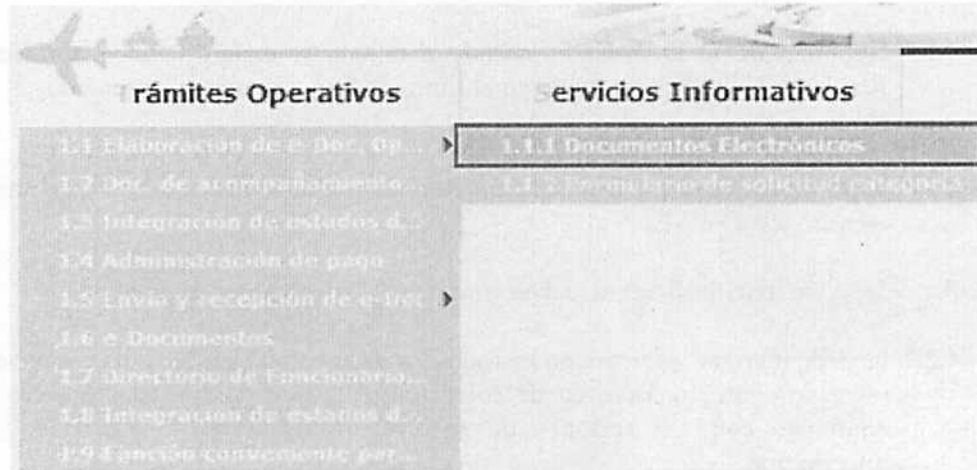 Trámites Operativos
Servicios Informativos
1.1 Elaboración de e-Doc. Op...
1.1.1 Documentos Electrónicos
1.2 Doc. de acompañamiento...
1.1.2 Formulario de solicitud categoría
1.3 Integración de estados d...
1.4 Administración de pago
1.5 Envío y recepción de
1.6 e-Documentos
1.7 Directorio de Funcionario...
1.8 Integración de estados d...
1.9 Función conveniente par...